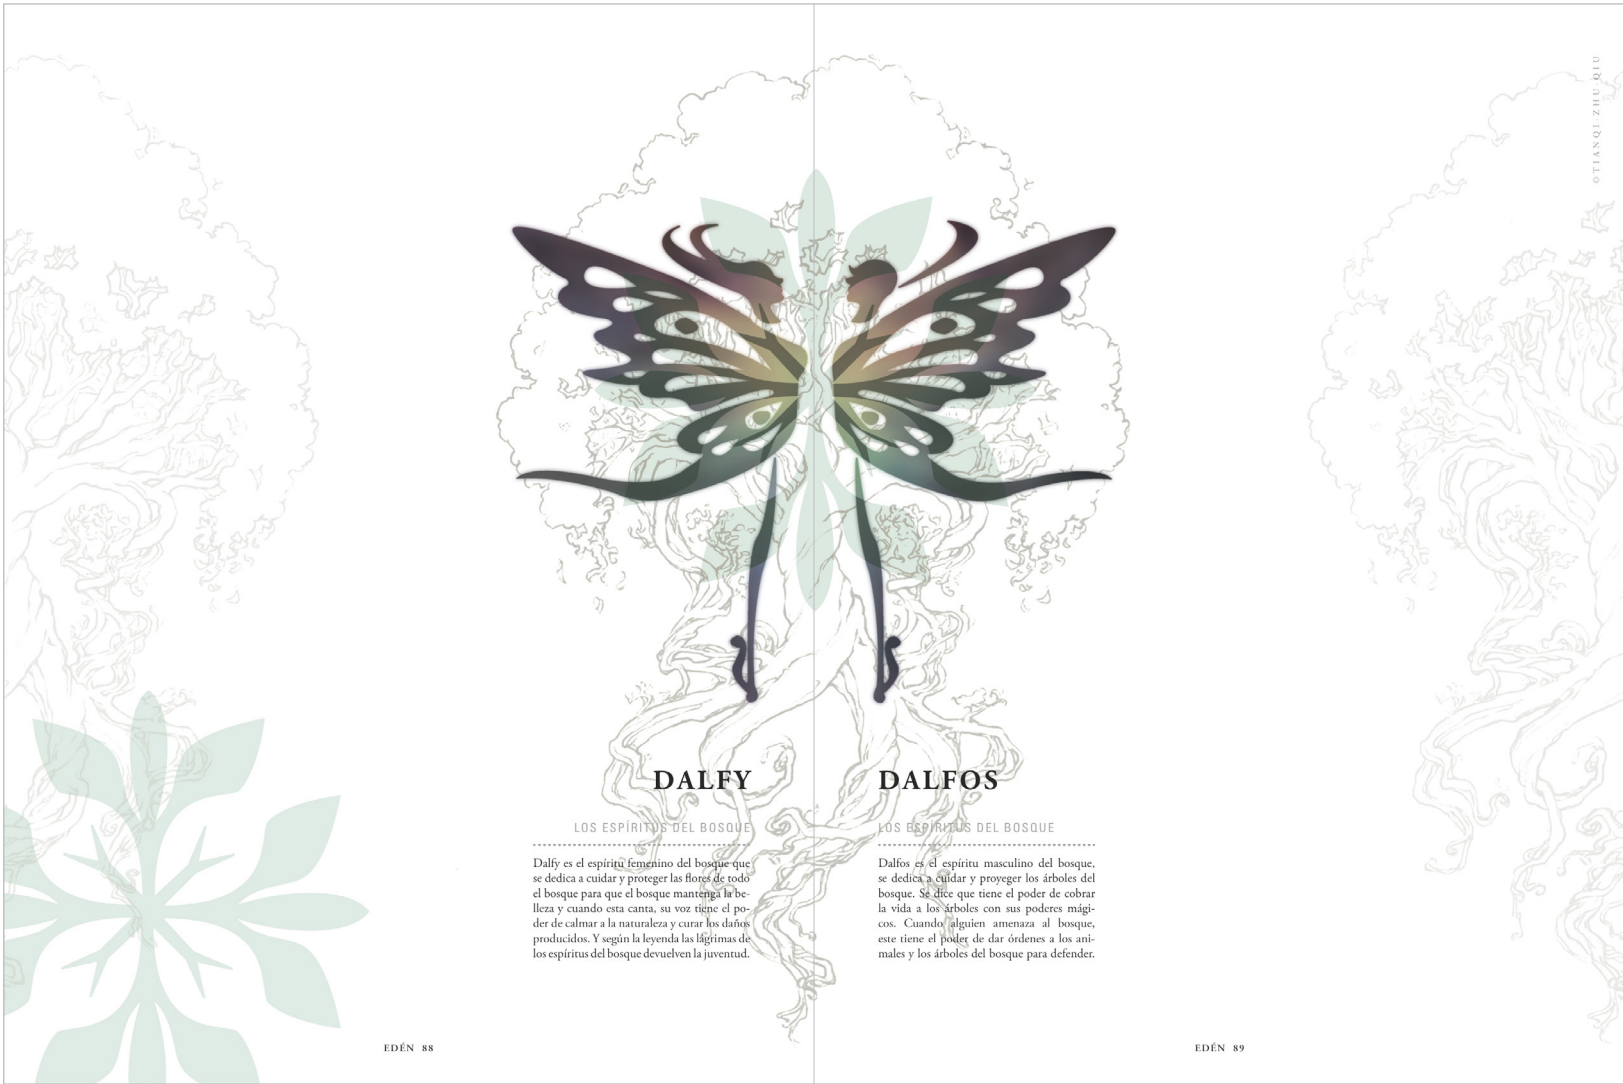 ©TIANQI ZHU QIU
DALFY
LOS ESPÍRITUS DEL BOSQUE
Dalfy es el espíritu femenino del bosque que
se dedica a cuidar y proteger las flores de todo
el bosque para que el bosque mantenga la be-
lleza y cuando esta canta, su voz tiene el po-
der de calmar a la naturaleza y curar los daños
producidos. Y según la leyenda las lágrimas de
los espíritus del bosque devuelven la juventud.
EDÉN 88
DALFOS
LOS ESPÍRITUS DEL BOSQUE
Dalfos es el espíritu masculino del bosque,
se dedica a cuidar y proyeger los árboles del
bosque. Se dice que tiene el poder de cobrar
la vida a los árboles con sus poderes mági-
cos. Cuando alguien amenaza al bosque,
este tiene el poder de dar órdenes a los ani-
males y los árboles del bosque para defender.
EDÉN 89